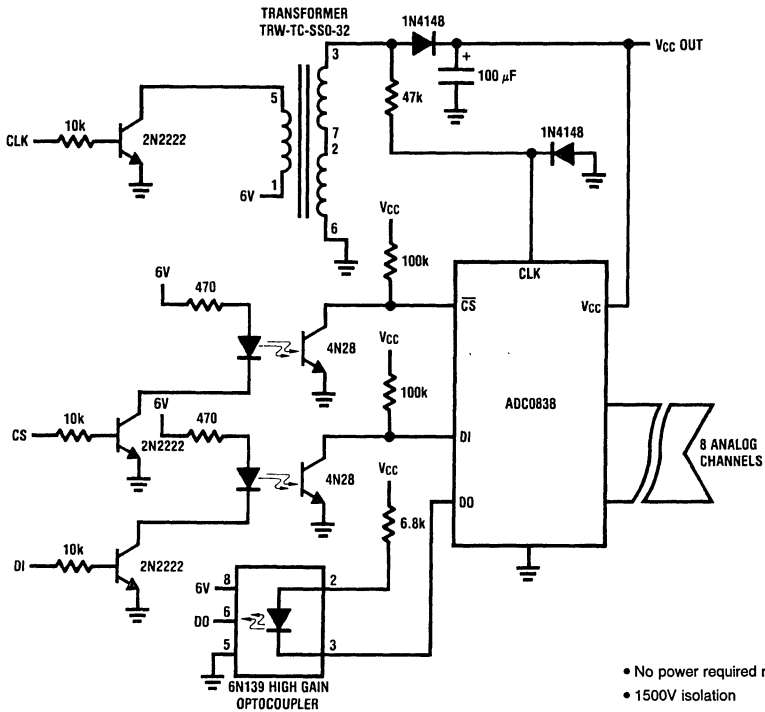 TRANSFORMER
TRW-TC-SSO-32
1N4148
3
VCC OUT
+
100 µF
5
47k
10k
CLK
2N2222
7
2
1N4148
1
6V
6
VCC
100k
CLK
6V
470
CS
VCC
4N28
VCC
100k
ADC0838
10k
6V
470
CS
2N2222
DI
8 ANALOG
CHANNELS
4N28
VCC
DO
6.8k
10k
DI
2N2222
6V
8
2
DO
6
5
3
6N139 HIGH GAIN
OPTOCOUPLER
• No power required
• 1500V isolation